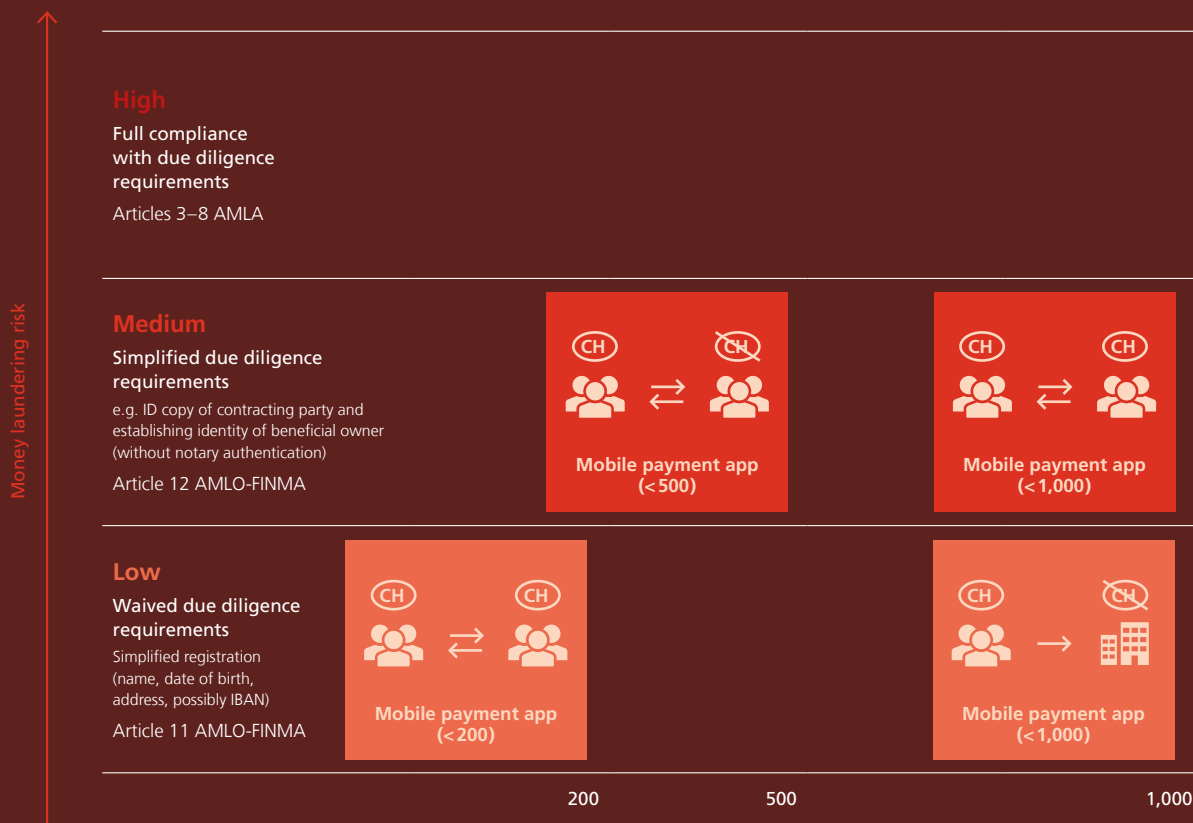 Money laundering risk
High
Full compliance
with due diligence
requirements
Articles 3–8 AMLA
Medium
Simplified due diligence
requirements
e.g. ID copy of contracting party and
establishing identity of beneficial owner
(without notary authentication)
Article 12 AMLO-FINMA
CH
CH
Mobile payment app
(<500)
CH
CH
Mobile payment app
(<1,000)
Low
Waived due diligence
requirements
Simplified registration
(name, date of birth,
address, possibly IBAN)
Article 11 AMLO-FINMA
CH
CH
Mobile payment app
(<200)
CH
CH
Mobile payment app
(<1,000)
200
500
1,000